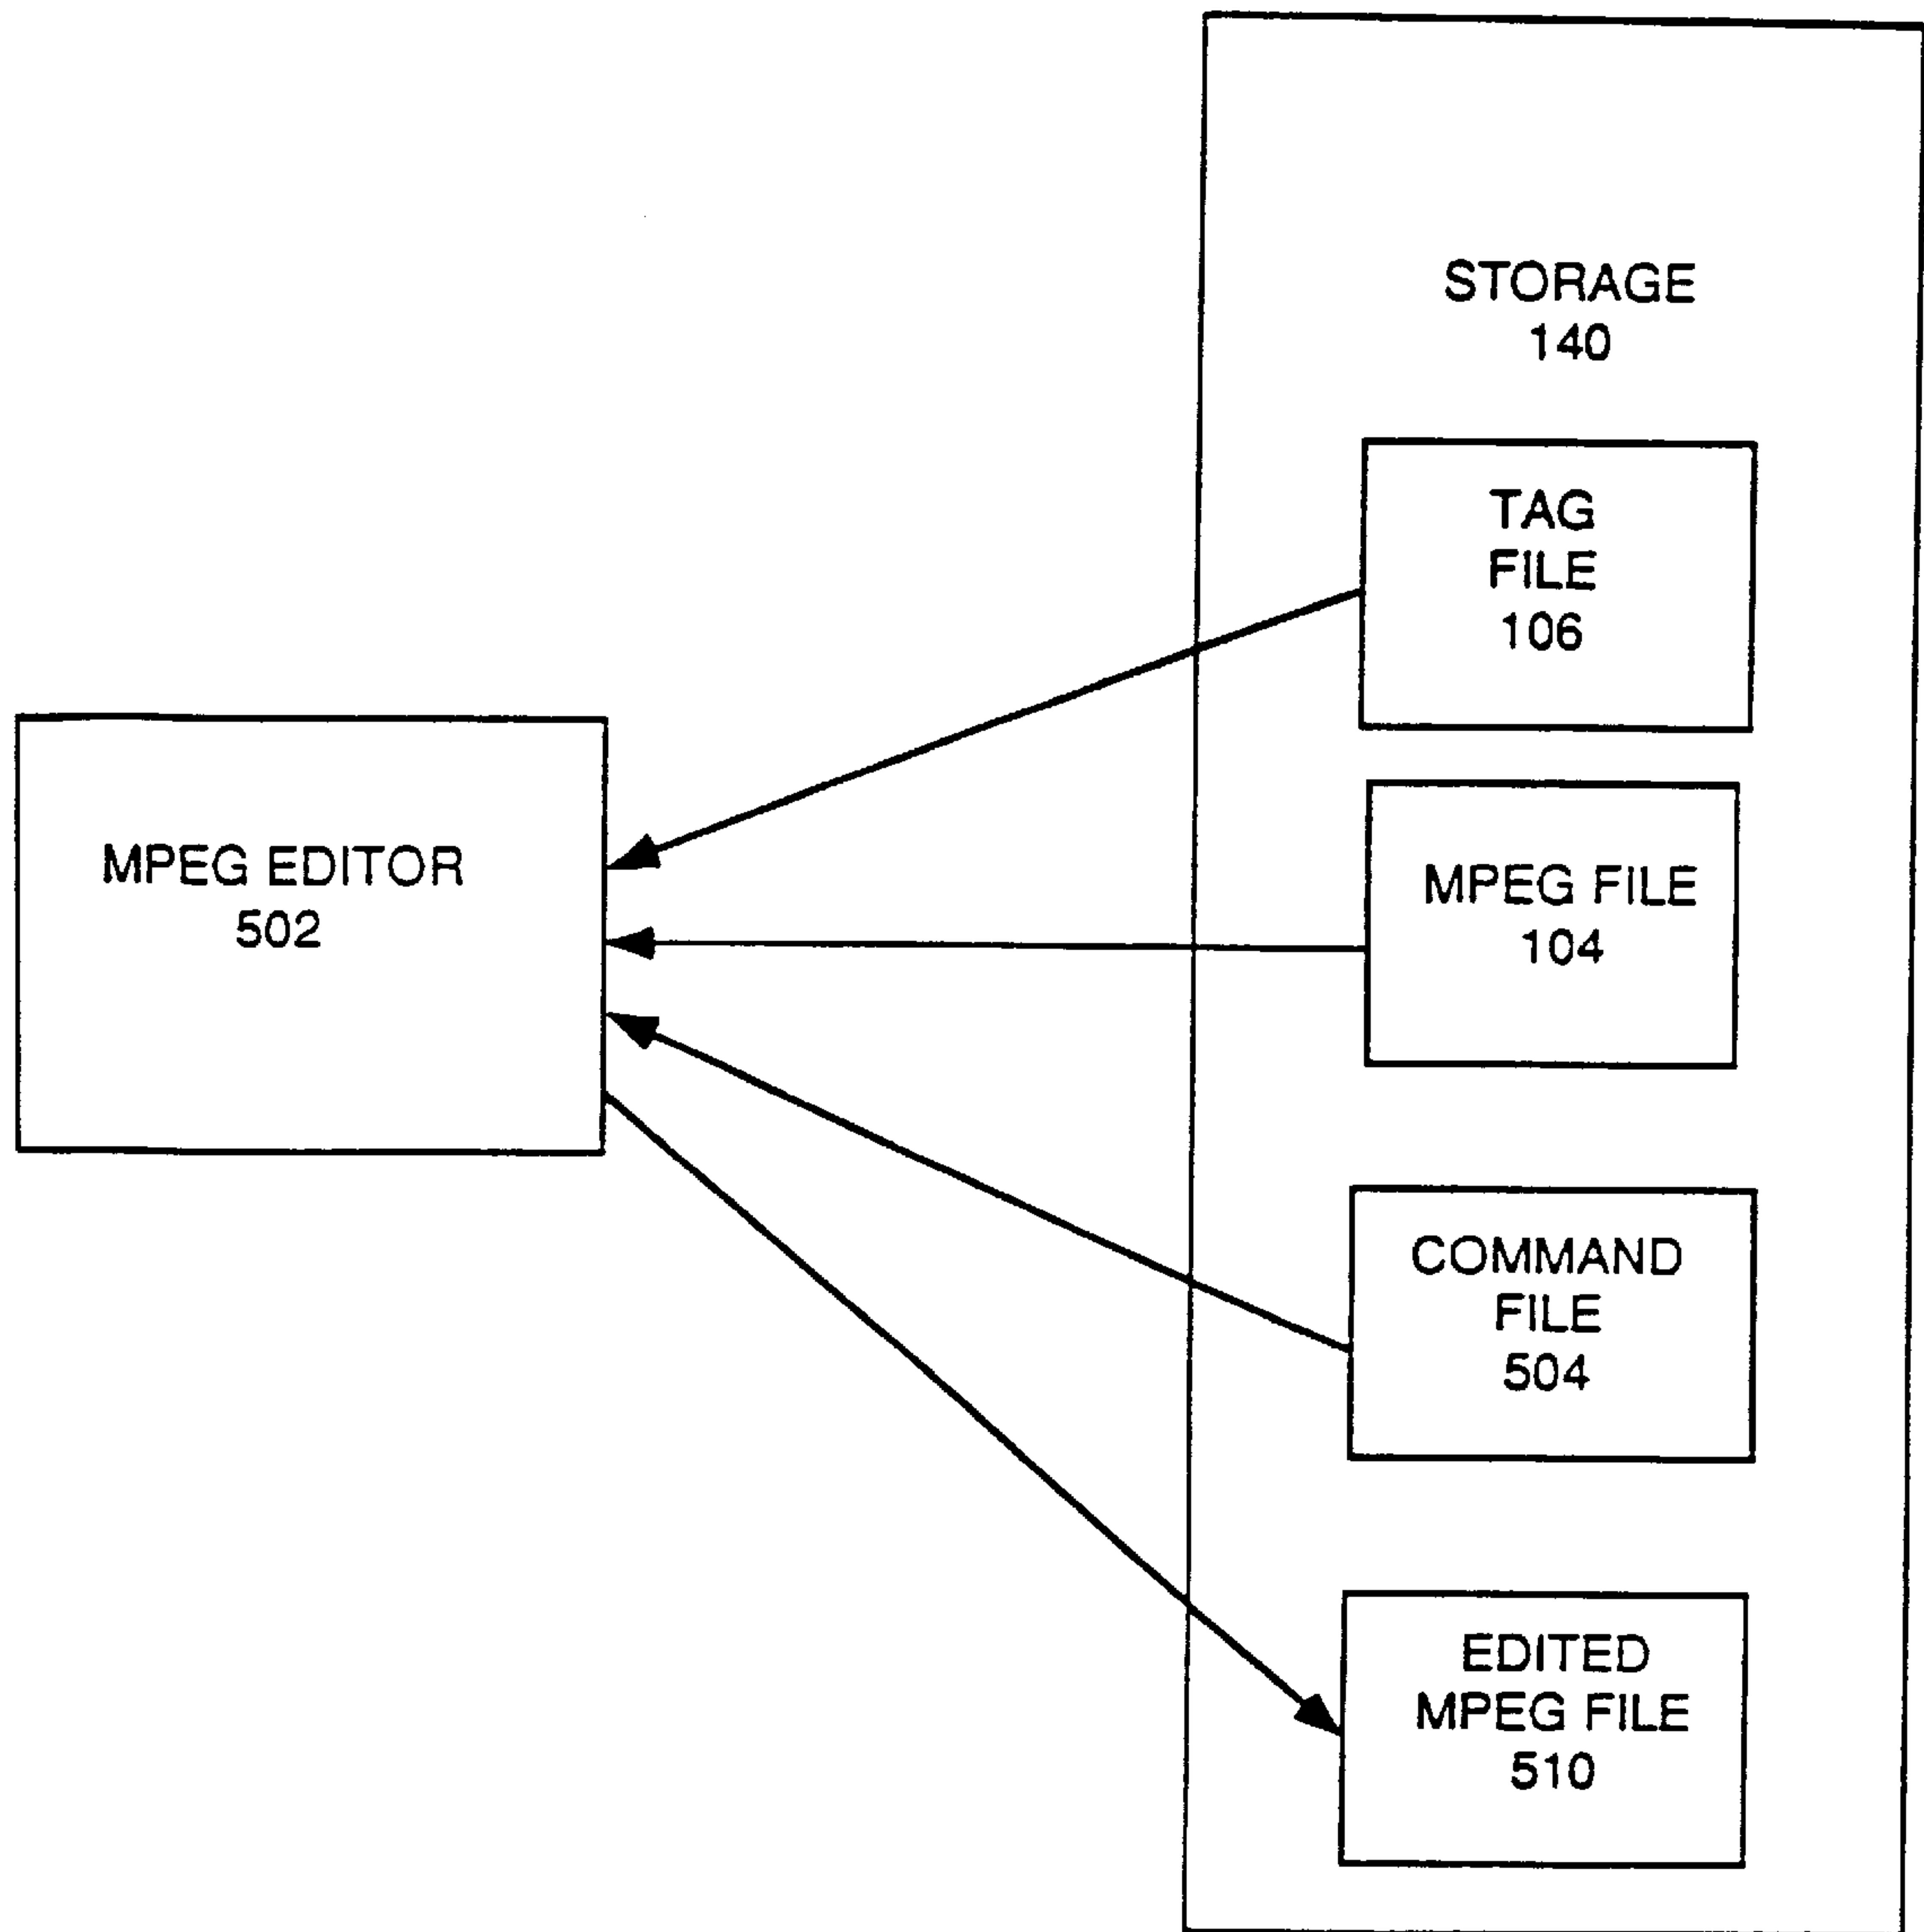 STORAGE
140
TAG
FILE
106
MPEG EDITOR
502
MPEG FILE
104
COMMAND
FILE
504
EDITED
MPEG FILE
510